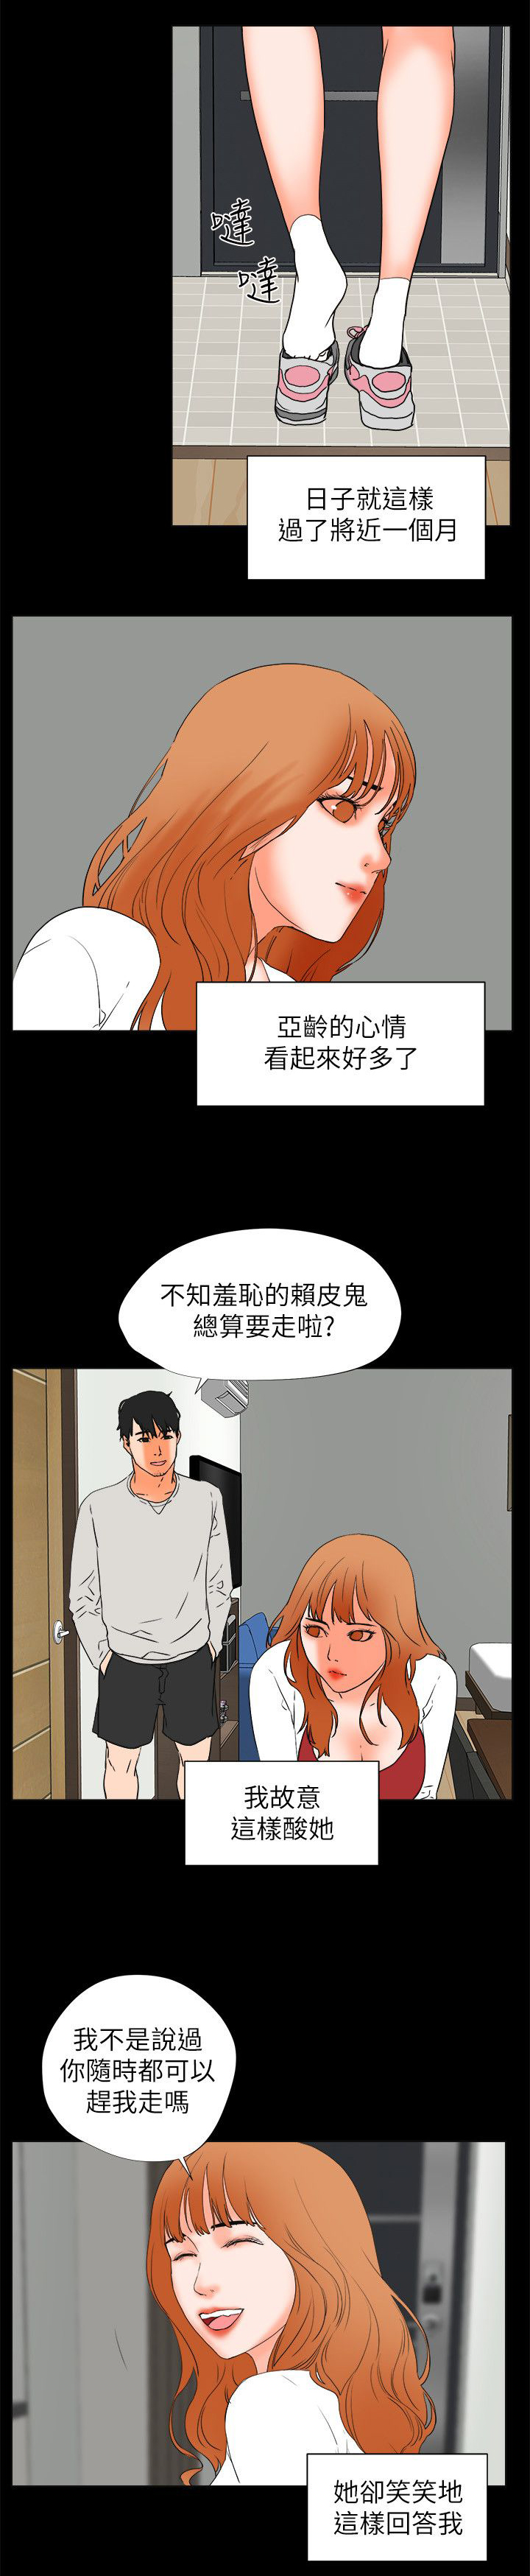 噠
噠
日子就這樣
過了將近一個月
亞齡的心情
看起來好多了
不知羞恥的賴皮鬼
總算要走啦?
我故意
這樣酸她
我不是說過
你隨時都可以
趕我走嗎
她卻笑笑地
這樣回答我